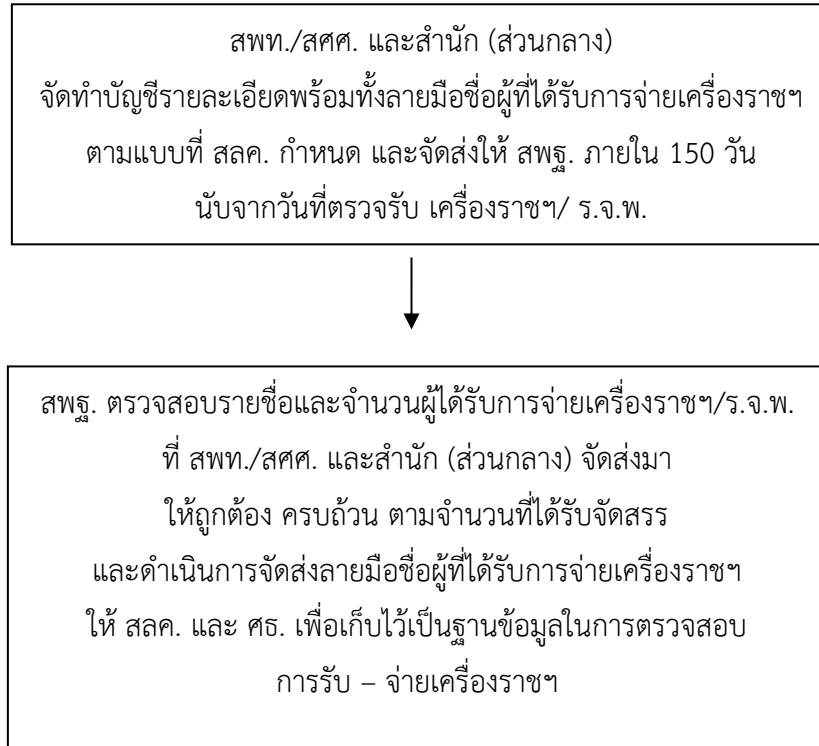 สพท./สศศ. และสำนัก (ส่วนกลาง)
จัดทำบัญชีรายละเอียดพร้อมทั้งลายมือชื่อผู้ที่ได้รับการจ่ายเครื่องราชฯ
ตามแบบที่ สลค. กำหนด และจัดส่งให้ สพฐ. ภายใน 150 วัน
นับจากวันที่ตรวจรับ เครื่องราชฯ/ ร.จ.พ.
สพฐ. ตรวจสอบรายชื่อและจำนวนผู้ได้รับการจ่ายเครื่องราชฯ/ร.จ.พ.
ที่ สพท./สศศ. และสำนัก (ส่วนกลาง) จัดส่งมา
ให้ถูกต้อง ครบถ้วน ตามจำนวนที่ได้รับจัดสรร
และดำเนินการจัดส่งลายมือชื่อผู้ที่ได้รับการจ่ายเครื่องราชฯ
ให้ สลค. และ ศธ. เพื่อเก็บไว้เป็นฐานข้อมูลในการตรวจสอบ
การรับ – จ่ายเครื่องราชฯ